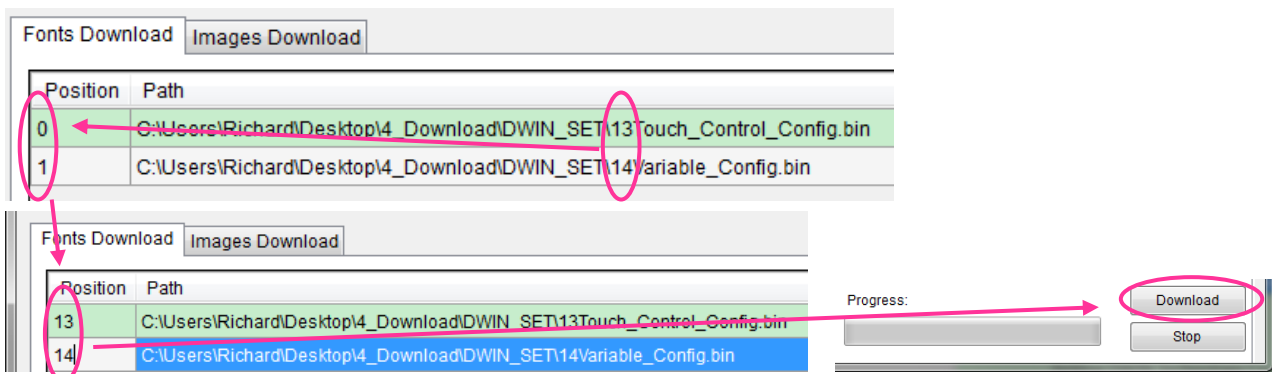 Fonts Download Images Download
Position Path
0 C:\Users\Richard\Desktop\4_Download\DWIN_SET\13Touch_Control_Config.bin
1 C:\Users\Richard\Desktop\4_Download\DWIN_SET\14Variable_Config.bin
Fonts Download Images Download
Position Path
13 C:\Users\Richard\Desktop\4_Download\DWIN_SET\13Touch_Control_Config.bin
14 C:\Users\Richard\Desktop\4_Download\DWIN_SET\14Variable_Config.bin
Progress:
Download
Stop